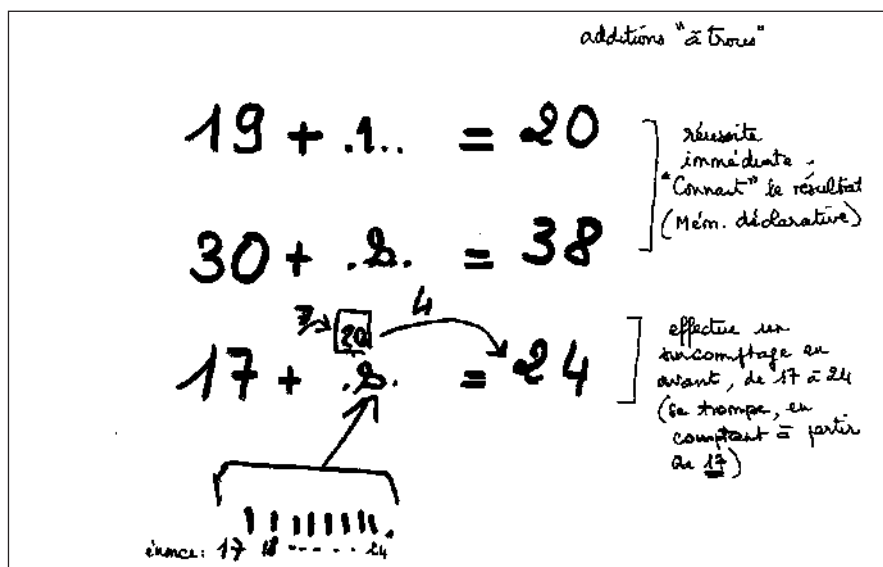 additions "à trous"
19 + .1.. = 20
réussite
immédiate :
"Connaît" le résultat
(Mém. déclarative)
30 + .8. = 38
20
4
17 + .8. = 24
effectue un
surcomptage en
avant, de 17 à 24
(se trompe, en
comptant à partir
de 17)
énonce: 17 18 ------ 24